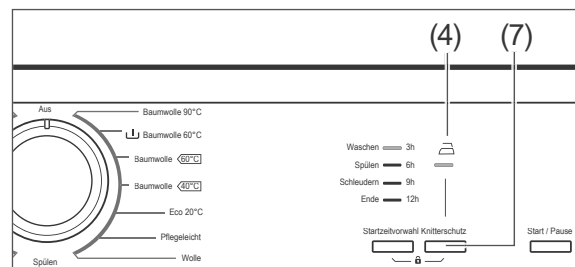 (4) (7)
Aus
Baumwolle 90°C
Baumwolle 60°C
Baumwolle 60°C
Baumwolle 40°C
Eco 20°C
Pflegeleicht
Wolle
Spülen
Waschen 3h
Spülen 6h
Schleudern 9h
Ende 12h
Startzeitvorwahl Knitterschutz Start / Pause